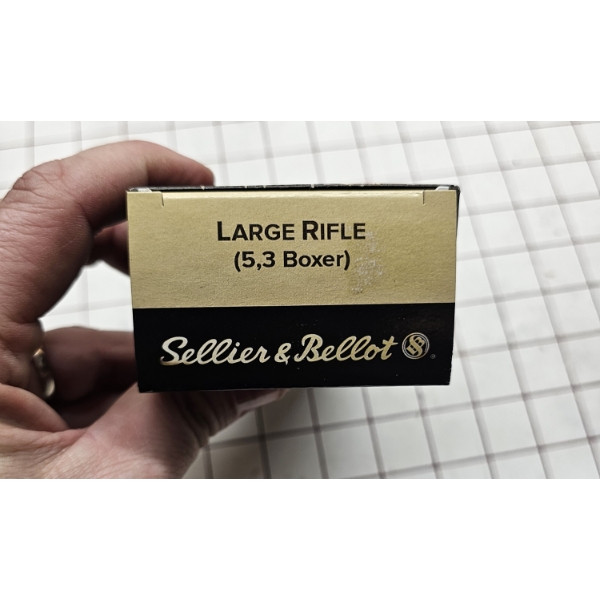 LARGE RIFLE
(5,3 Boxer)
Sellier & Bellot